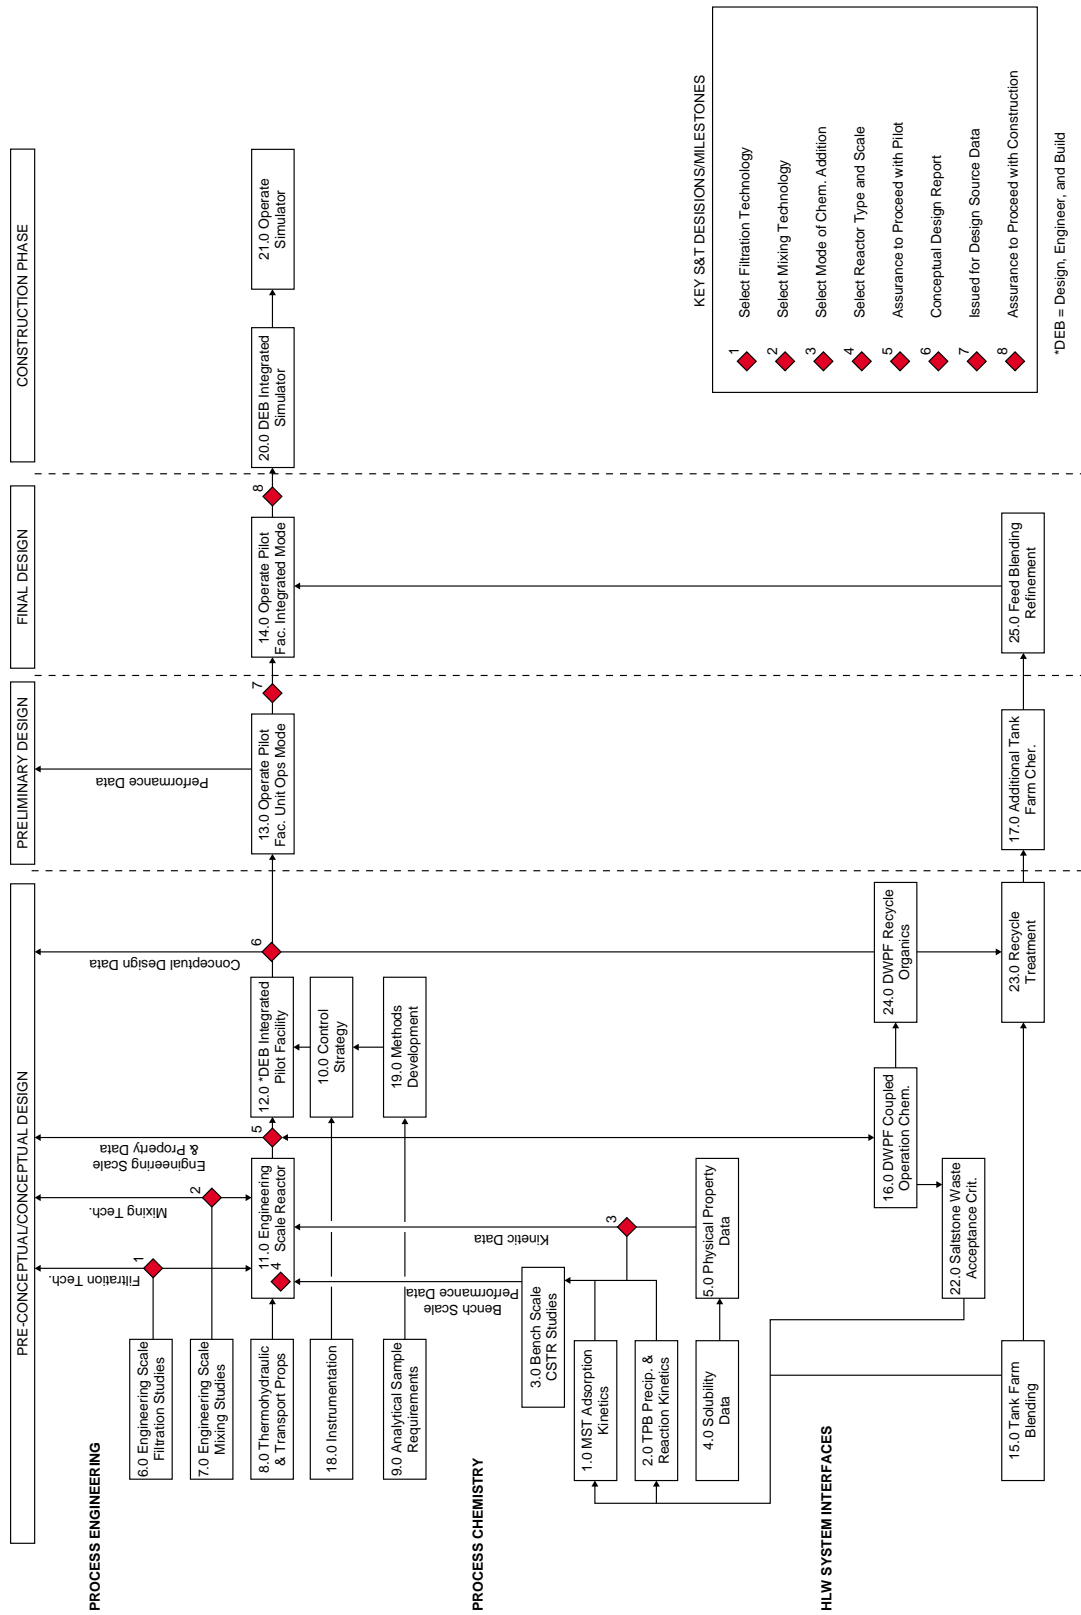 PRE-CONCEPTUAL/CONCEPTUAL DESIGN
PRELIMINARY DESIGN
FINAL DESIGN
CONSTRUCTION PHASE
PROCESS ENGINEERING
6.0 Engineering Scale
Filtration Studies
1
Filtration Tech.
7.0 Engineering Scale
Mixing Studies
2
Mixing Tech.
8.0 Thermohydraulic
& Transport Props
11.0 Engineering
Scale Reactor
4
5
Engineering Scale
& Property Data
12.0 *DEB Integrated
Pilot Facility
6
Conceptual Design Data
13.0 Operate Pilot
Fac. Unit Ops Mode
Performance Data
7
14.0 Operate Pilot
Fac. Integrated Mode
8
20.0 DEB Integrated
Simulator
21.0 Operate
Simulator
18.0 Instrumentation
10.0 Control
Strategy
9.0 Analytical Sample
Requirements
19.0 Methods
Development
PROCESS CHEMISTRY
Bench Scale
Performance Data
Kinetic Data
3.0 Bench Scale
CSTR Studies
1.0 MST Adsorption
Kinetics
3
2.0 TPB Precip. &
Reaction Kinetics
4.0 Solubility
Data
5.0 Physical Property
Data
HLW SYSTEM INTERFACES
16.0 DWPF Coupled
Operation Chem.
24.0 DWPF Recycle
Organics
22.0 Saltstone Waste
Acceptance Crit.
15.0 Tank Farm
Blending
23.0 Recycle
Treatment
17.0 Additional Tank
Farm Cher.
25.0 Feed Blending
Refinement
KEY S&T DESISIONS/MILESTONES
1 Select Filtration Technology
2 Select Mixing Technology
3 Select Mode of Chem. Addition
4 Select Reactor Type and Scale
5 Assurance to Proceed with Pilot
6 Conceptual Design Report
7 Issued for Design Source Data
8 Assurance to Proceed with Construction
*DEB = Design, Engineer, and Build